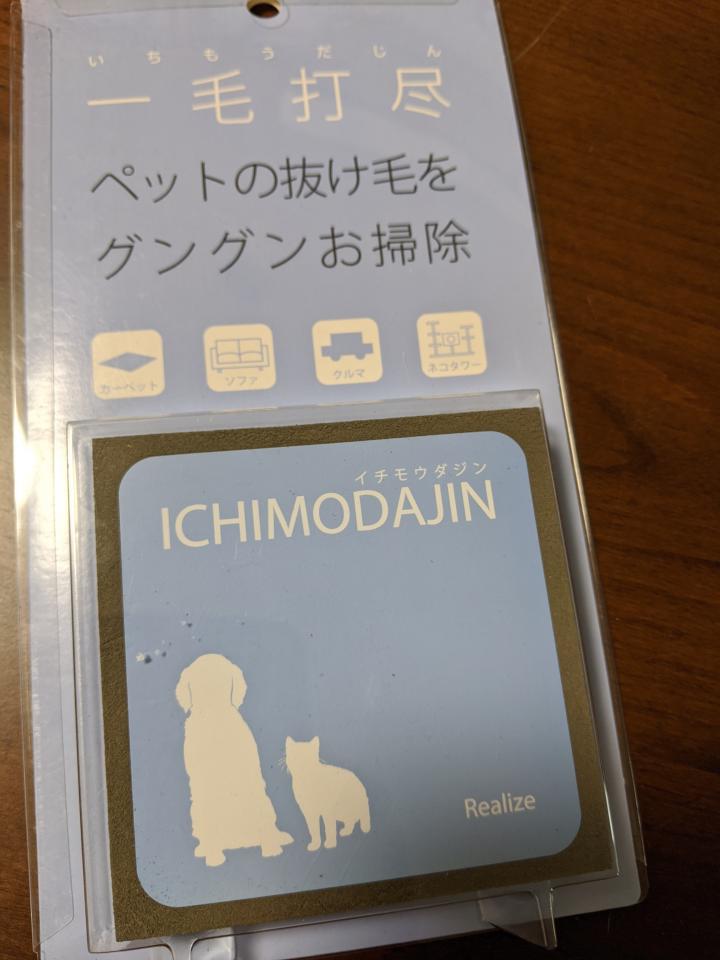 いちもうだじん
一毛打尽
ペットの抜け毛を
グングンお掃除
カーペット
ソファ
クルマ
ネコタワー
イチモウダジン
ICHIMODAJIN
Realize